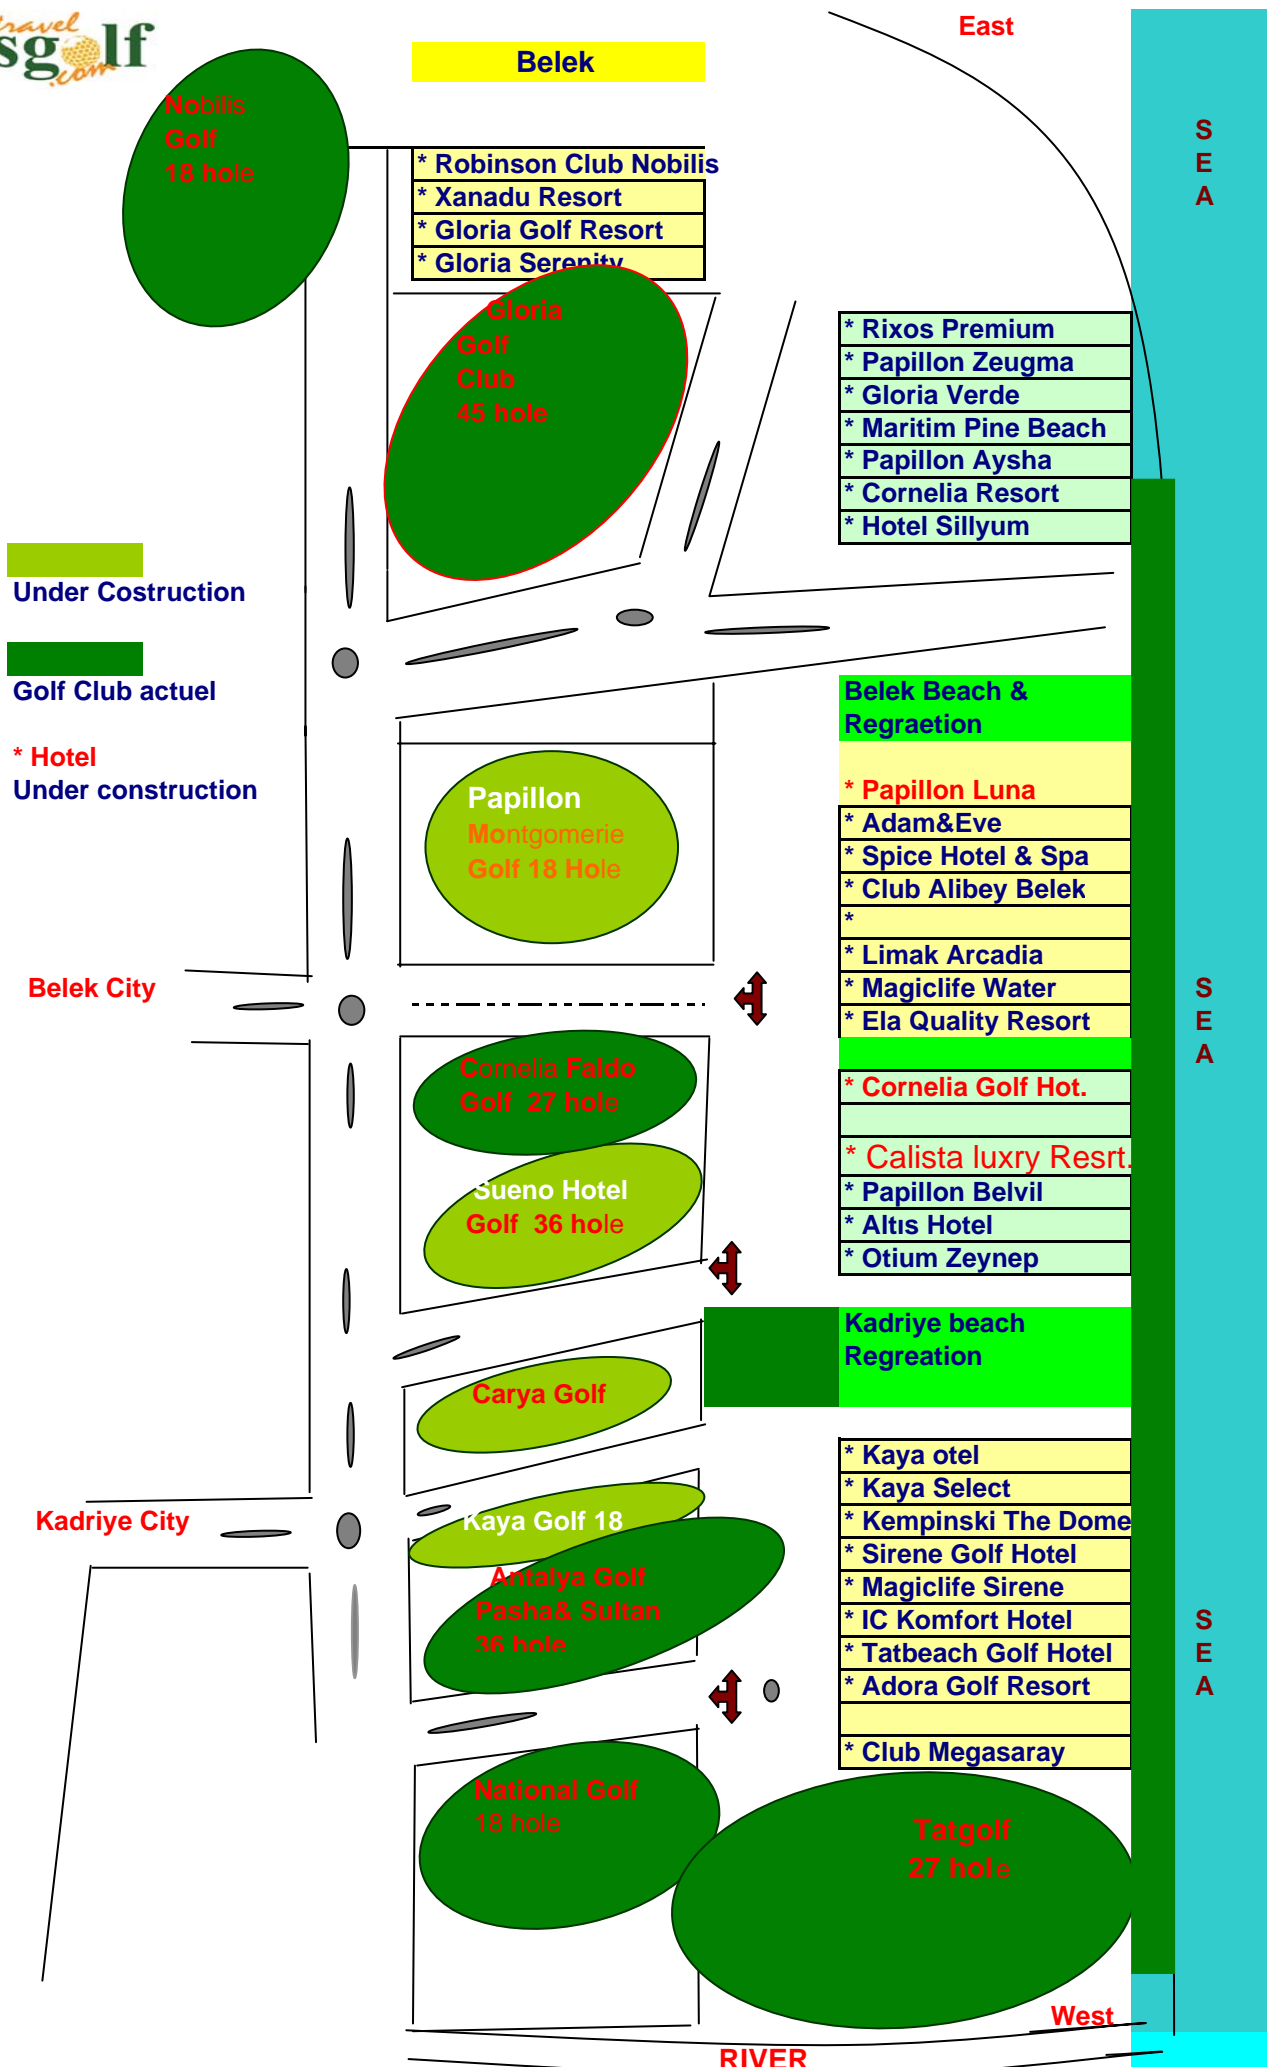 travel
sgolf
.com
East
Belek
S
E
A
Nobilis
Golf
18 hole
* Robinson Club Nobilis
* Xanadu Resort
* Gloria Golf Resort
* Gloria Serenity
Gloria
Golf
Club
45 hole
* Rixos Premium
* Papillon Zeugma
* Gloria Verde
* Maritim Pine Beach
* Papillon Aysha
* Cornelia Resort
* Hotel Sillyum
Under Costruction
Golf Club actuel
* Hotel
Under construction
Belek Beach &
Regraetion
Papillon
Montgomerie
Golf 18 Hole
* Papillon Luna
* Adam&Eve
* Spice Hotel & Spa
* Club Alibey Belek
*
* Limak Arcadia
* Magiclife Water
* Ela Quality Resort
Belek City
S
E
A
Cornelia Faldo
Golf 27 hole
* Cornelia Golf Hot.
* Calista luxry Resrt.
* Papillon Belvil
* Altıs Hotel
* Otium Zeynep
Sueno Hotel
Golf 36 hole
Kadriye beach
Regreation
Carya Golf
* Kaya otel
* Kaya Select
* Kempinski The Dome
* Sirene Golf Hotel
* Magiclife Sirene
* IC Komfort Hotel
* Tatbeach Golf Hotel
* Adora Golf Resort
* Club Megasaray
Kadriye City
Kaya Golf 18
Antalya Golf
Pasha& Sultan
36 hole
S
E
A
National Golf
18 hole
Tatgolf
27 hole
West
RIVER